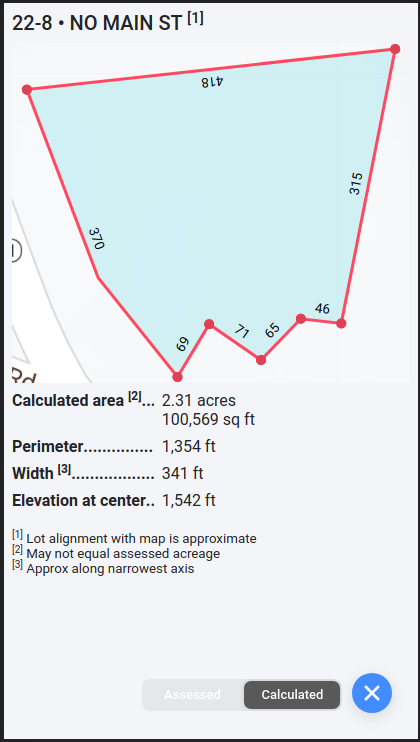 22-8 • NO MAIN ST [1]
418
315
370
69
71
65
46
Rd
Calculated area [2]... 2.31 acres
100,569 sq ft
Perimeter............... 1,354 ft
Width [3].................. 341 ft
Elevation at center.. 1,542 ft
[1] Lot alignment with map is approximate
[2] May not equal assessed acreage
[3] Approx along narrowest axis
Assessed Calculated